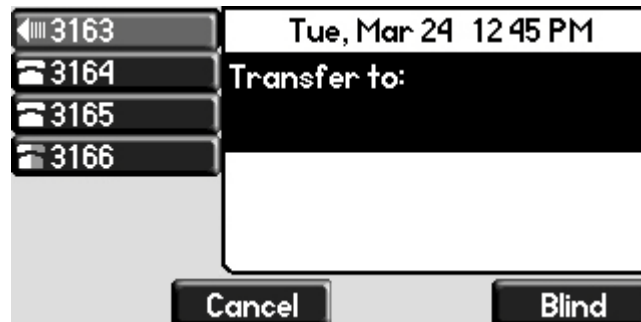 3163
Tue, Mar 24 12 45 PM
3164
Transfer to:
3165
3166
Cancel
Blind